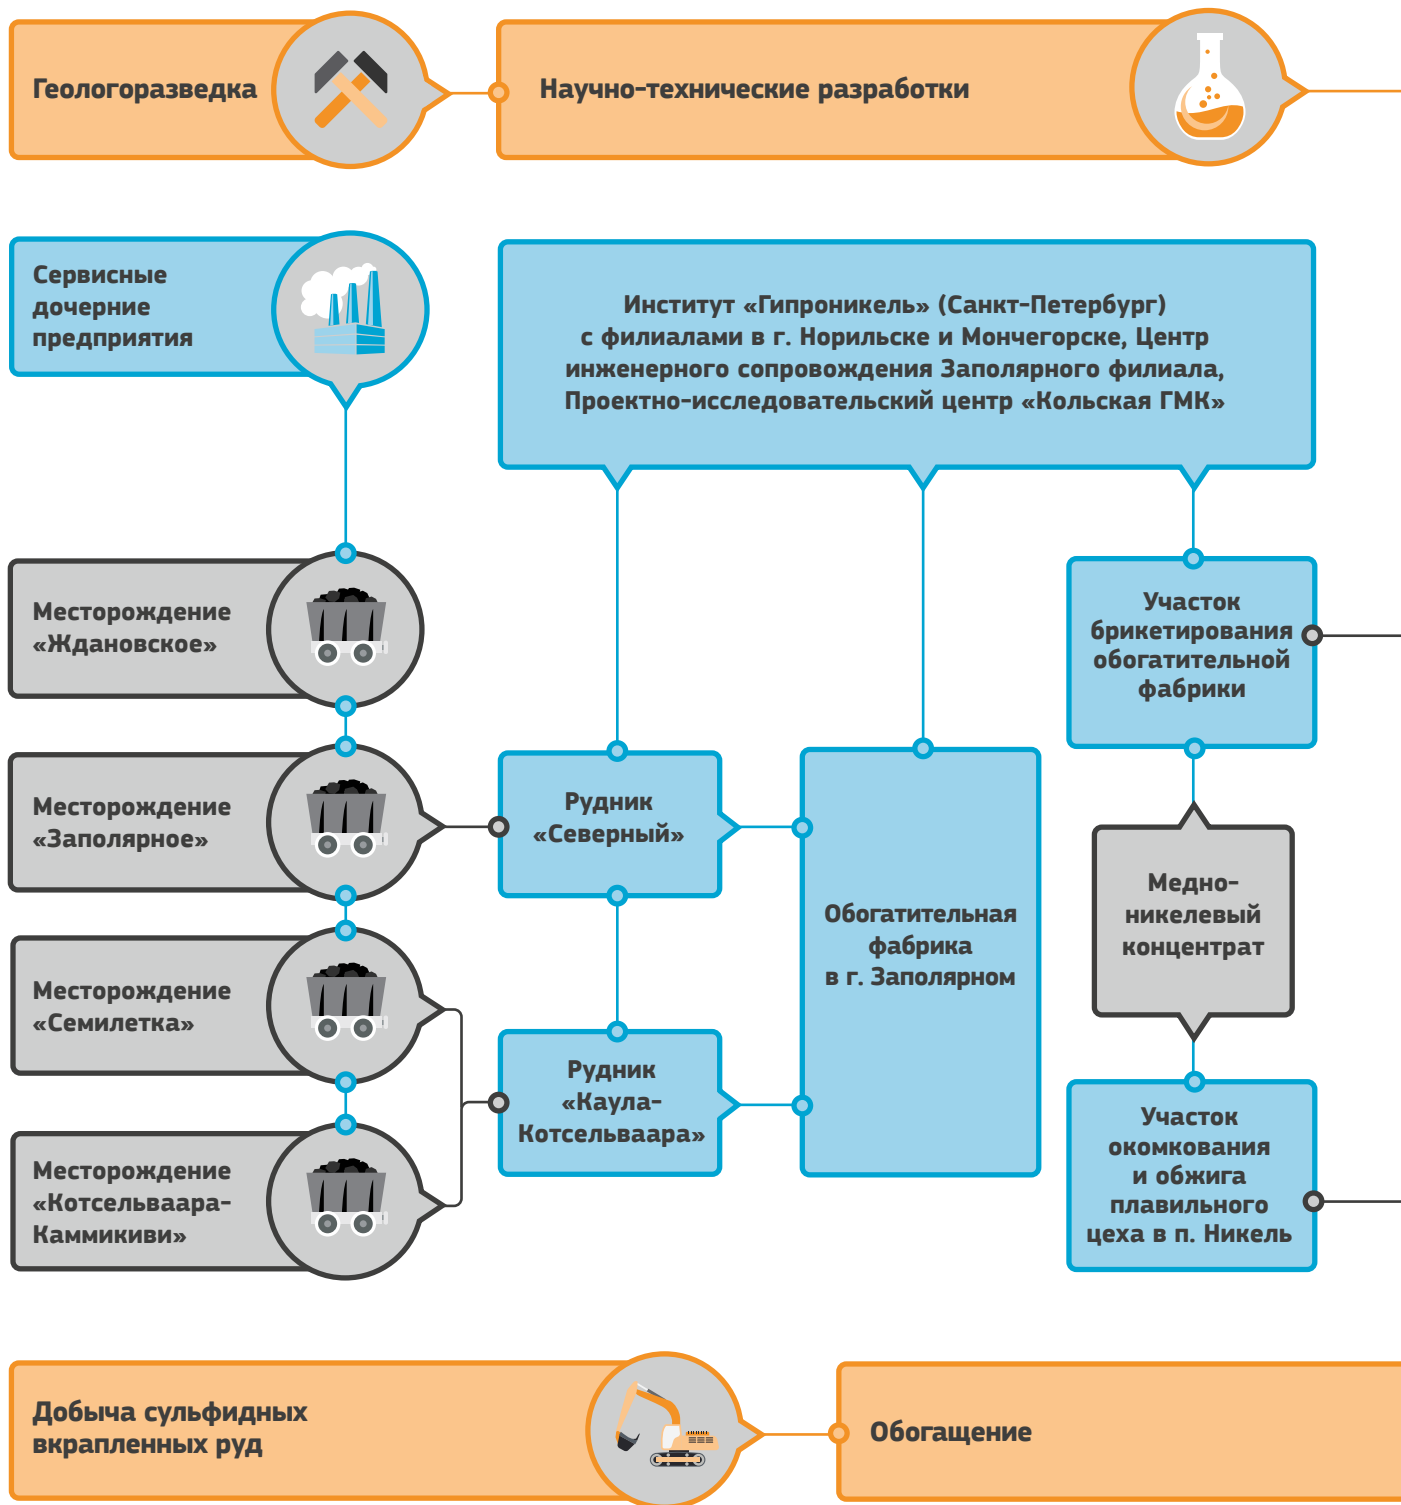 Геологоразведка
Научно-технические разработки
Сервисные
дочерние
предприятия
Институт «Гипроникель» (Санкт-Петербург)
с филиалами в г. Норильске и Мончегорске, Центр
инженерного сопровождения Заполярного филиала,
Проектно-исследовательский центр «Кольская ГМК»
Месторождение
«Ждановское»
Участок
брикетирования
обогатительной
фабрики
Месторождение
«Заполярное»
Рудник
«Северный»
Обогатительная
фабрика
в г. Заполярном
Медно-
никелевый
концентрат
Месторождение
«Семилетка»
Рудник
«Каула-
Котсельваара»
Участок
окомкования
и обжига
плавильного
цеха в п. Никель
Месторождение
«Котсельваара-
Каммикиви»
Добыча сульфидных
вкрапленных руд
Обогащение